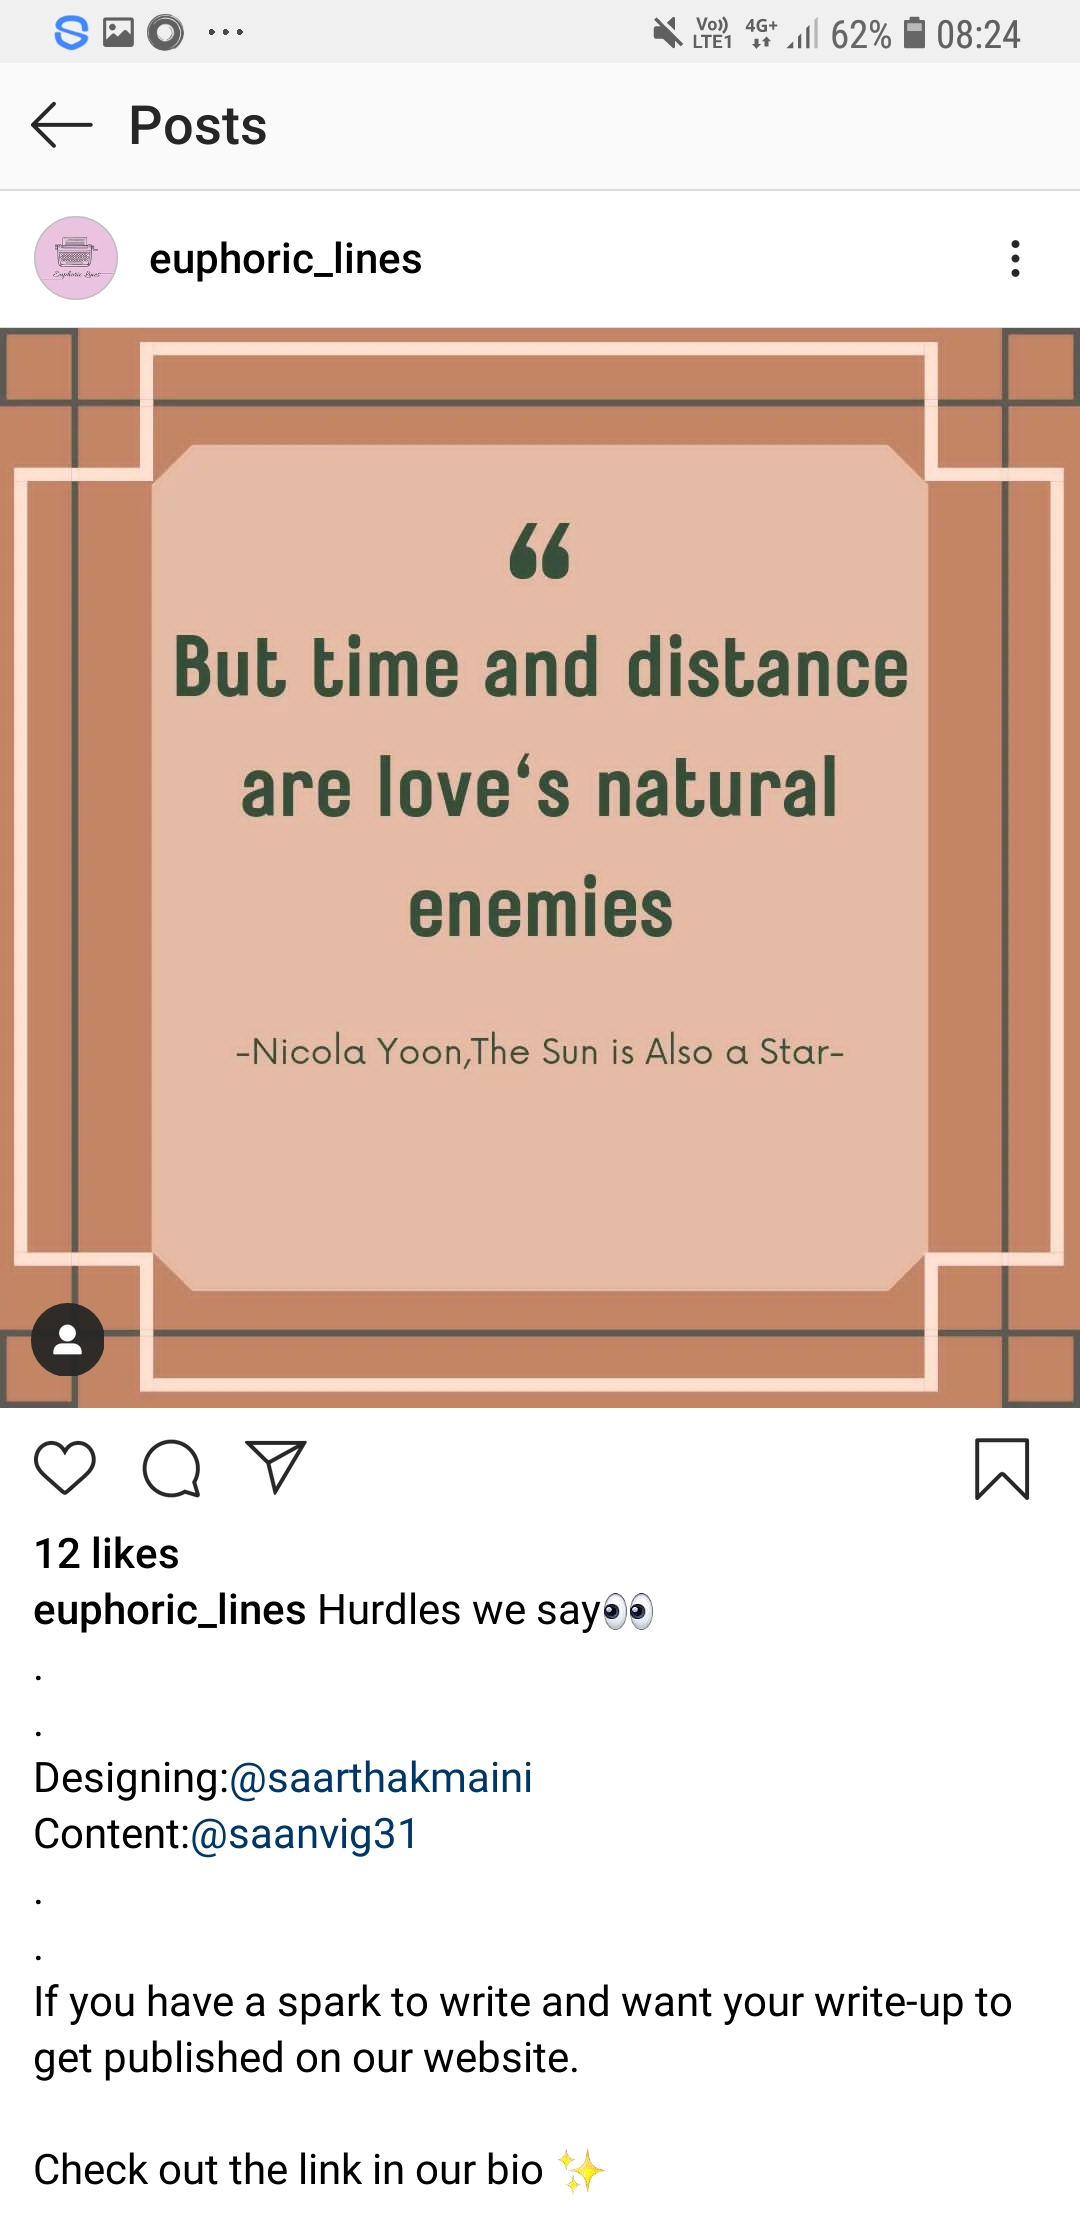 Vo)) LTE1 4G+ 62% 08:24
Posts
Euphoric Lines
euphoric_lines
“
But time and distance
are love‘s natural
enemies
-Nicola Yoon,The Sun is Also a Star-
12 likes
euphoric_lines Hurdles we say👀
.
.
Designing:@saarthakmaini
Content:@saanvig31
.
.
If you have a spark to write and want your write-up to
get published on our website.
Check out the link in our bio ✨